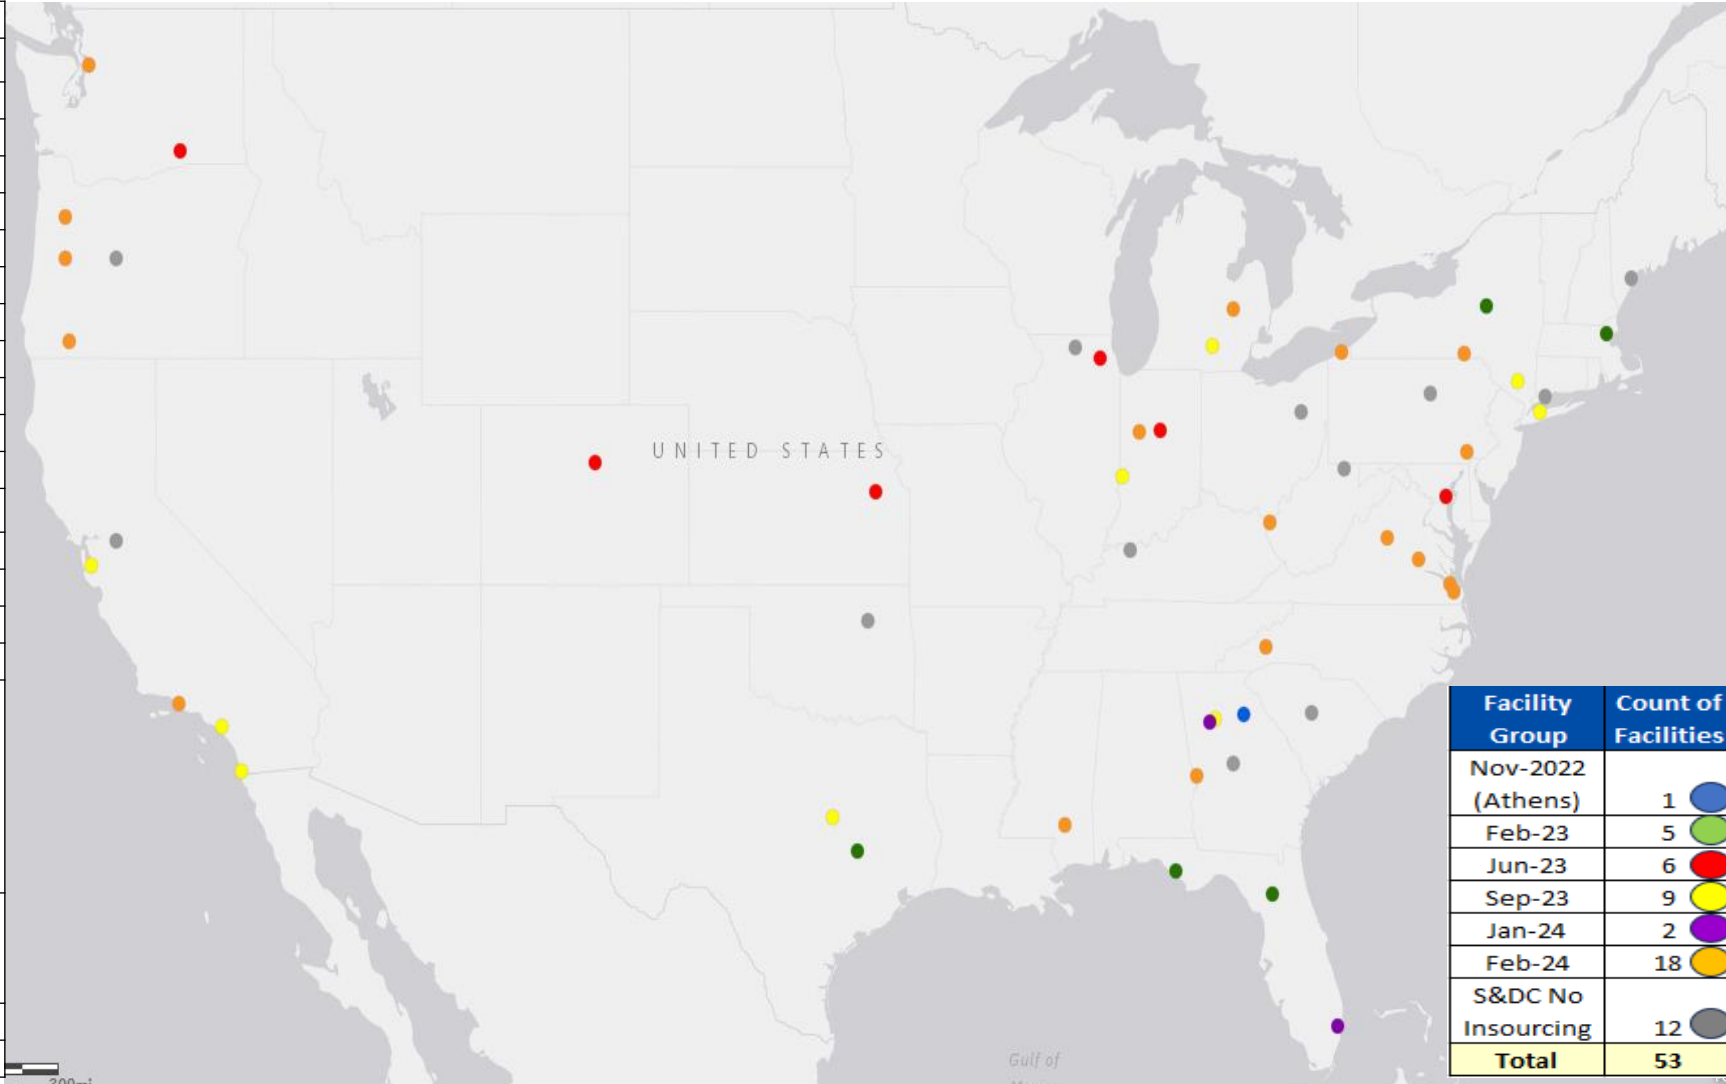 UNITED STATES
Facility Group Count of Facilities
Nov-2022 (Athens) 1
Feb-23 5
Jun-23 6
Sep-23 9
Jan-24 2
Feb-24 18
S&DC No Insourcing 12
Total 53
Gulf of